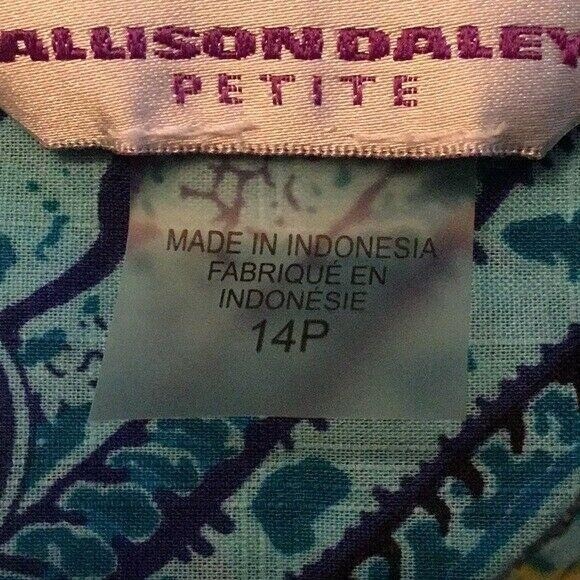 ALLISON DALEY
PETITE
MADE IN INDONESIA
FABRIQUÉ EN
INDONÉSIE
14P